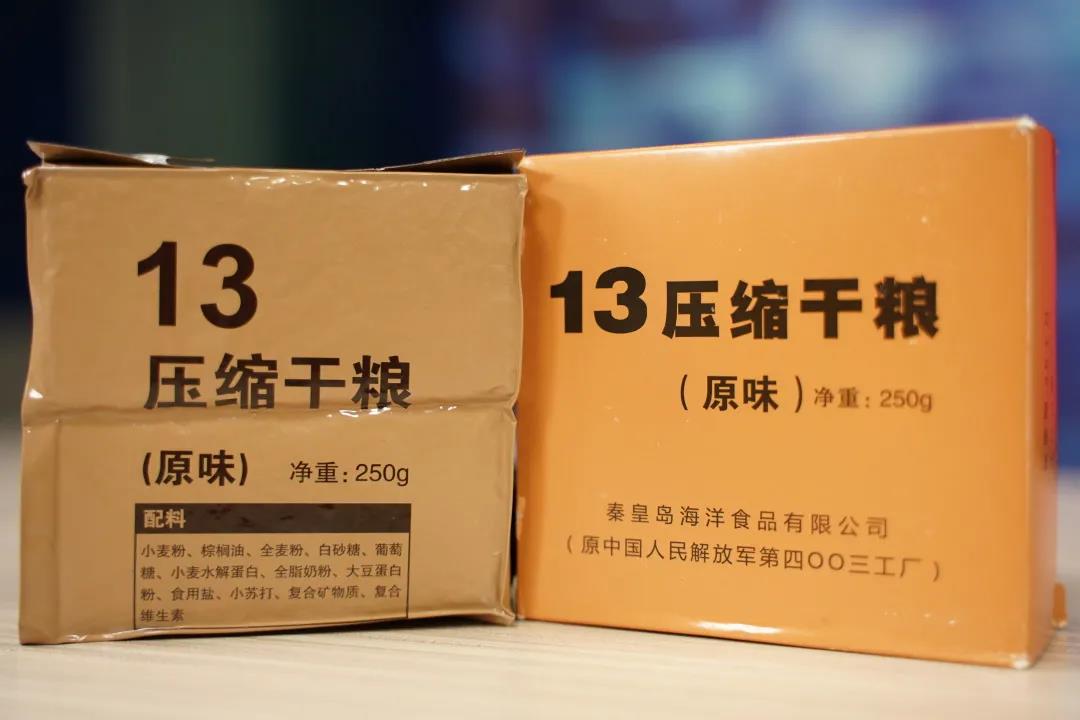 13
压缩干粮
(原味) 净重: 250g
配料
小麦粉、棕榈油、全麦粉、白砂糖、葡萄
糖、小麦水解蛋白、全脂奶粉、大豆蛋白
粉、食用盐、小苏打、复合矿物质、复合
维生素
13压缩干粮
(原味) 净重: 250g
秦皇岛海洋食品有限公司
(原中国人民解放军第四OO三工厂)